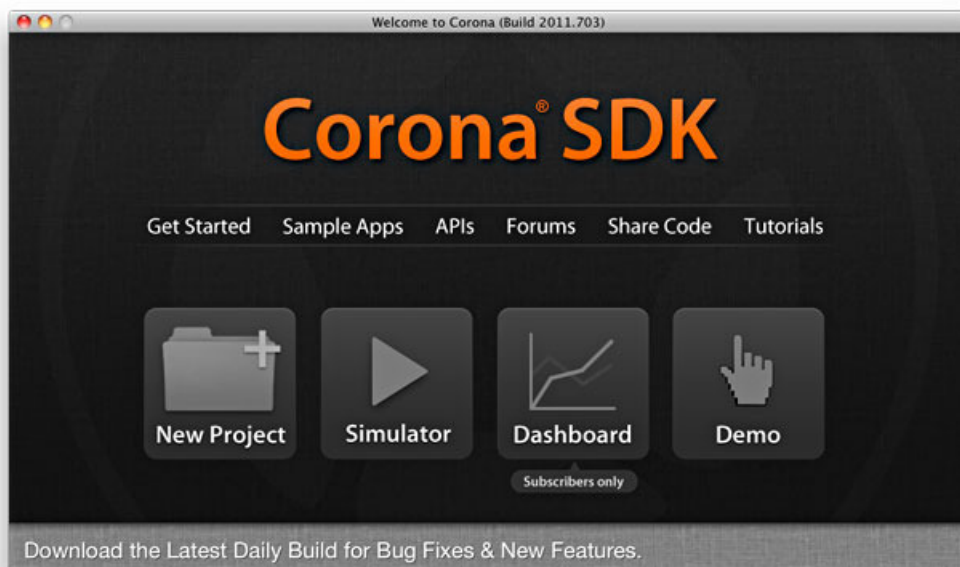 Welcome to Corona (Build 2011.703)
Corona® SDK
Get Started Sample Apps APIs Forums Share Code Tutorials
New Project Simulator Dashboard Demo
Subscribers only
Download the Latest Daily Build for Bug Fixes & New Features.